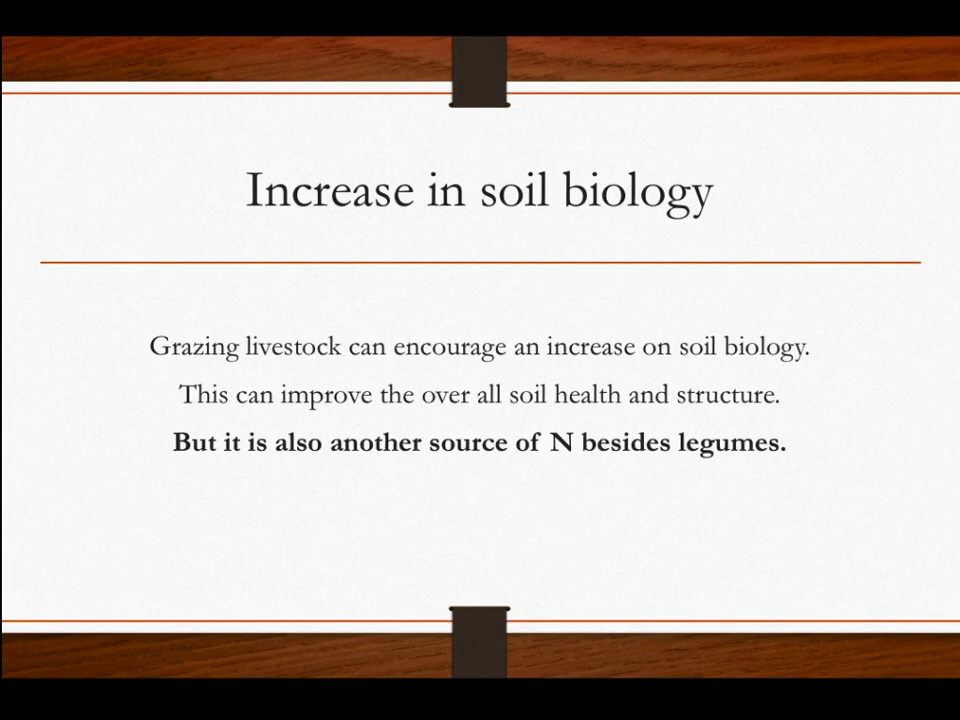 Increase in soil biology
Grazing livestock can encourage an increase on soil biology.
This can improve the over all soil health and structure.
But it is also another source of N besides legumes.